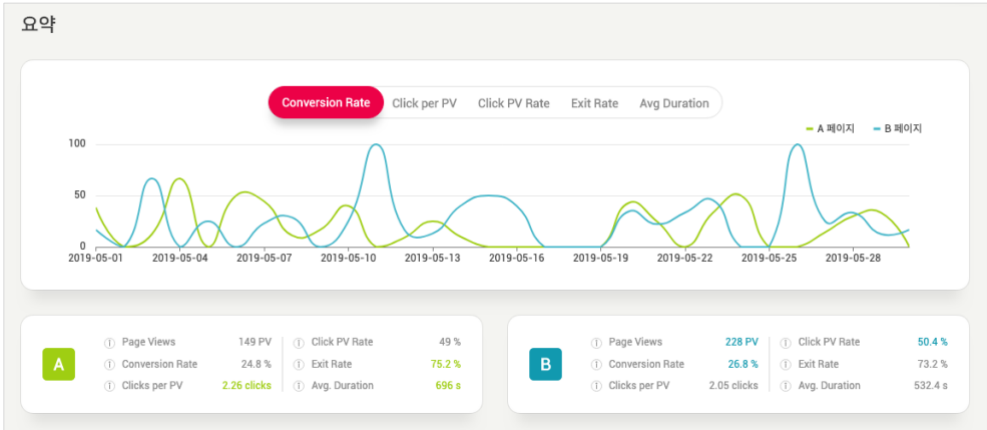 요약
Conversion Rate Click per PV Click PV Rate Exit Rate Avg Duration
A 페이지 B 페이지
100
50
0
2019-05-01 2019-05-04 2019-05-07 2019-05-10 2019-05-13 2019-05-16 2019-05-19 2019-05-22 2019-05-25 2019-05-28
A
Page Views 149 PV Click PV Rate 49 %
Conversion Rate 24.8 % Exit Rate 75.2 %
Clicks per PV 2.26 clicks Avg. Duration 696 s
B
Page Views 228 PV Click PV Rate 50.4 %
Conversion Rate 26.8 % Exit Rate 73.2 %
Clicks per PV 2.05 clicks Avg. Duration 532.4 s